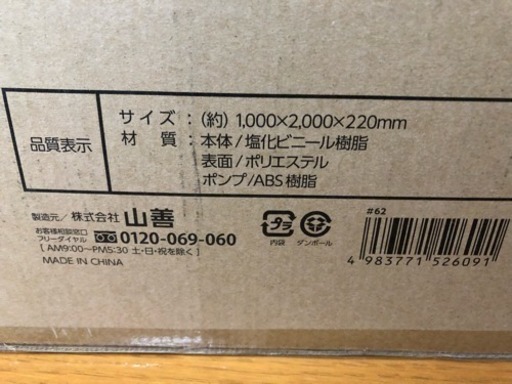 品質表示
サイズ：(約) 1,000×2,000×220mm
材質：本体/塩化ビニール樹脂
表面/ポリエステル
ポンプ/ABS樹脂
製造元/株式会社山善
お客様相談窓口
フリーダイヤル 0120-069-060
[AM9:00〜PM5:30 土・日・祝を除く]
MADE IN CHINA
プラ
内袋
ダンボール
#62
4 983771 526091